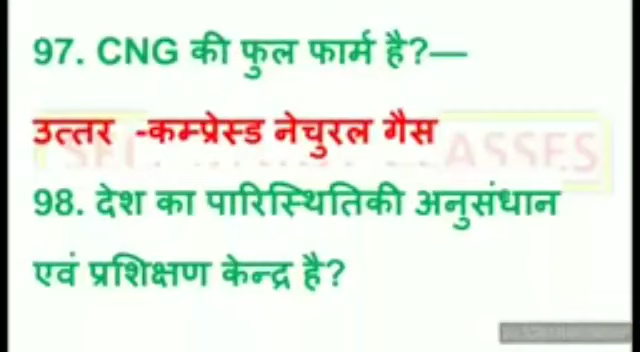 97. CNG की फुल फार्म है?—
उत्तर -कम्प्रेस्ड नेचुरल गैस
98. देश का पारिस्थितिकी अनुसंधान
एवं प्रशिक्षण केन्द्र है?